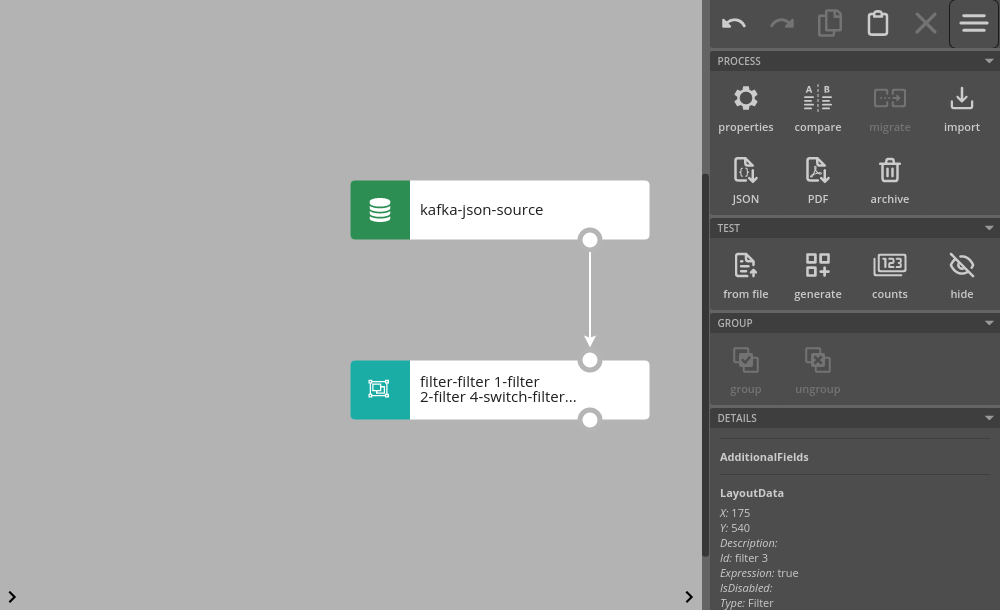 PROCESS
properties
compare
migrate
import
JSON
PDF
archive
TEST
from file
generate
counts
hide
GROUP
group
ungroup
DETAILS
AdditionalFields
LayoutData
X: 175
Y: 540
Description:
Id: filter 3
Expression: true
IsDisabled:
Type: Filter
A B
123
kafka-json-source
filter-filter 1-filter
2-filter 4-switch-filter...